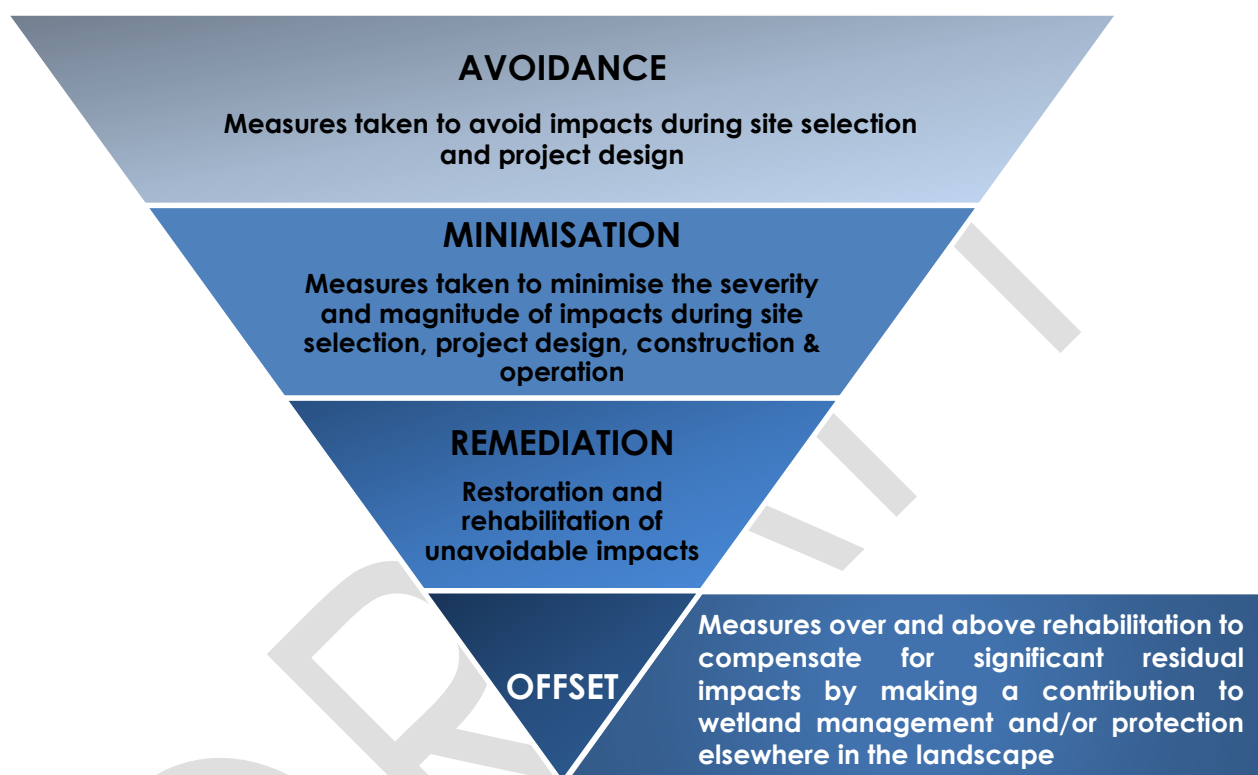 AVOIDANCE
Measures taken to avoid impacts during site selection
and project design
MINIMISATION
Measures taken to minimise the severity
and magnitude of impacts during site
selection, project design, construction &
operation
REMEDIATION
Restoration and
rehabilitation of
unavoidable impacts
OFFSET
Measures over and above rehabilitation to
compensate for significant residual
impacts by making a contribution to
wetland management and/or protection
elsewhere in the landscape